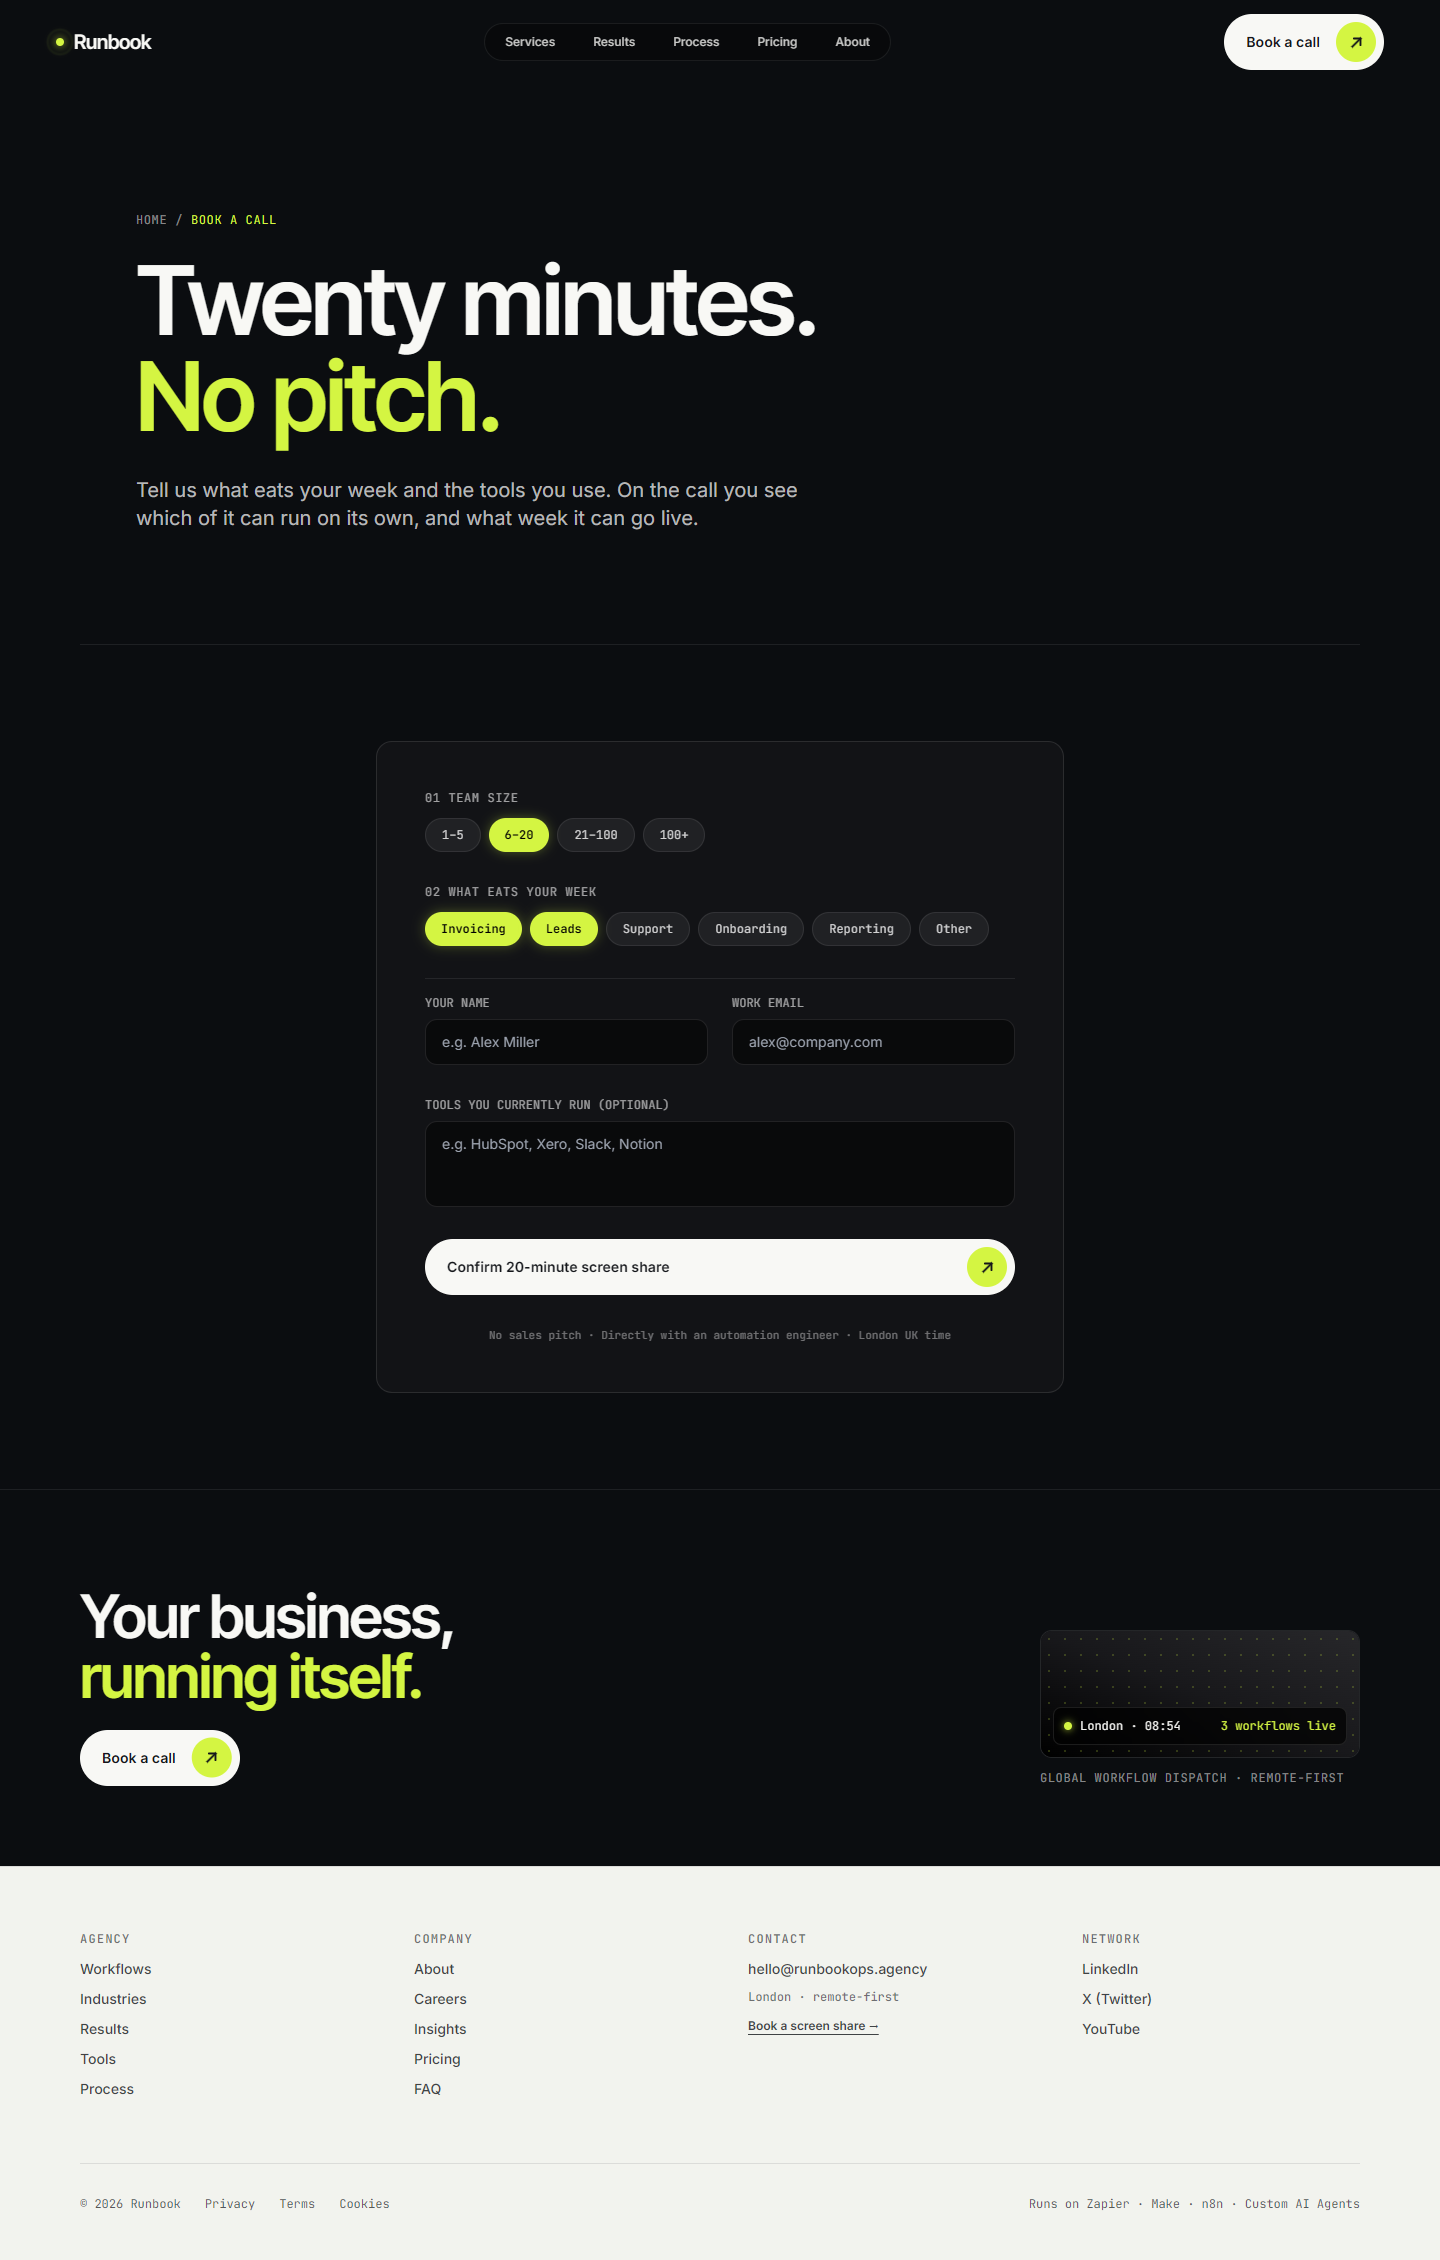 Runbook
Services Results Process Pricing About
Book a call
HOME / BOOK A CALL
Twenty minutes.
No pitch.
Tell us what eats your week and the tools you use. On the call you see
which of it can run on its own, and what week it can go live.
01 TEAM SIZE
1–5 6–20 21–100 100+
02 WHAT EATS YOUR WEEK
Invoicing Leads Support Onboarding Reporting Other
YOUR NAME WORK EMAIL
e.g. Alex Miller alex@company.com
TOOLS YOU CURRENTLY RUN (OPTIONAL)
e.g. HubSpot, Xero, Slack, Notion
Confirm 20-minute screen share
No sales pitch · Directly with an automation engineer · London UK time
Your business,
running itself.
Book a call
London · 08:54 3 workflows live
GLOBAL WORKFLOW DISPATCH · REMOTE-FIRST
AGENCY
Workflows
Industries
Results
Tools
Process
COMPANY
About
Careers
Insights
Pricing
FAQ
CONTACT
hello@runbookops.agency
London · remote-first
Book a screen share →
NETWORK
LinkedIn
X (Twitter)
YouTube
© 2026 Runbook Privacy Terms Cookies
Runs on Zapier · Make · n8n · Custom AI Agents